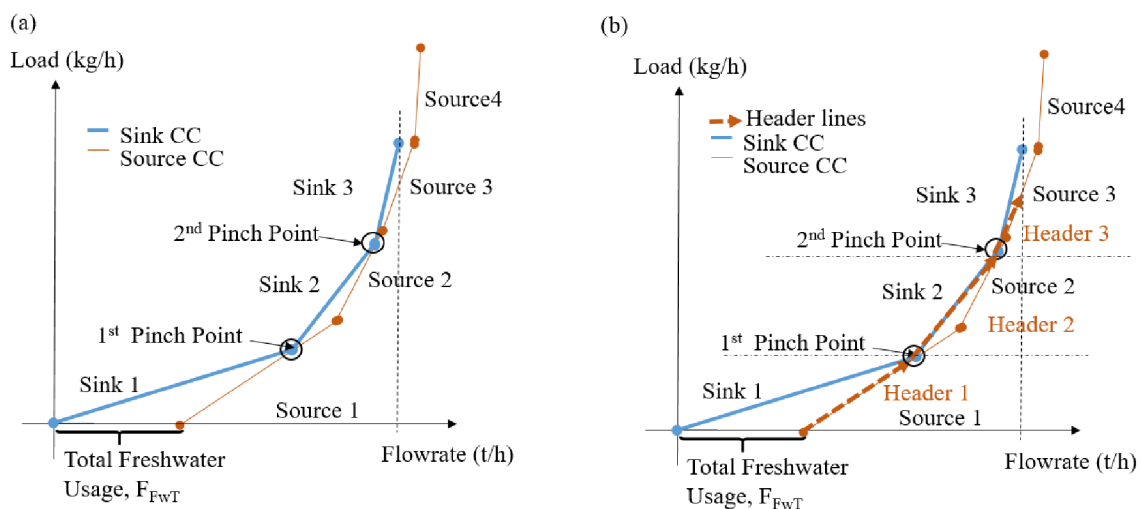 (a)
Load (kg/h)
Sink CC
Source CC
Source4
Sink 3
Source 3
2nd Pinch Point
Sink 2
Source 2
1st Pinch Point
Sink 1
Source 1
Total Freshwater
Usage, FFwT
Flowrate (t/h)
(b)
Load (kg/h)
Header lines
Sink CC
Source CC
Source4
Sink 3
Source 3
2nd Pinch Point
Header 3
Sink 2
Source 2
Header 2
1st Pinch Point
Sink 1
Header 1
Source 1
Total Freshwater
Usage, FFwT
Flowrate (t/h)